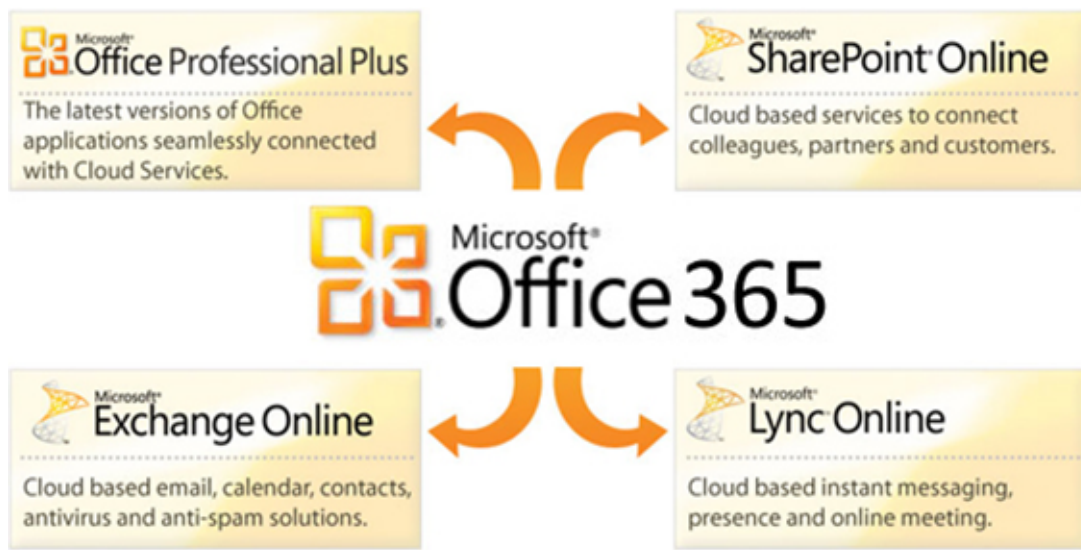 Microsoft®
Office Professional Plus
The latest versions of Office
applications seamlessly connected
with Cloud Services.
Microsoft®
SharePoint® Online
Cloud based services to connect
colleagues, partners and customers.
Microsoft®
Office 365
Microsoft®
Exchange Online
Cloud based email, calendar, contacts,
antivirus and anti-spam solutions.
Microsoft®
Lync Online
Cloud based instant messaging,
presence and online meeting.